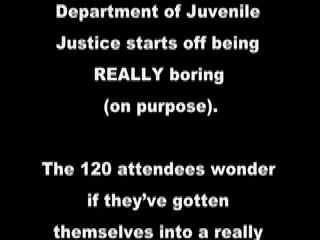 Department of Juvenile
Justice starts off being
REALLY boring
(on purpose).
The 120 attendees wonder
if they’ve gotten
themselves into a really